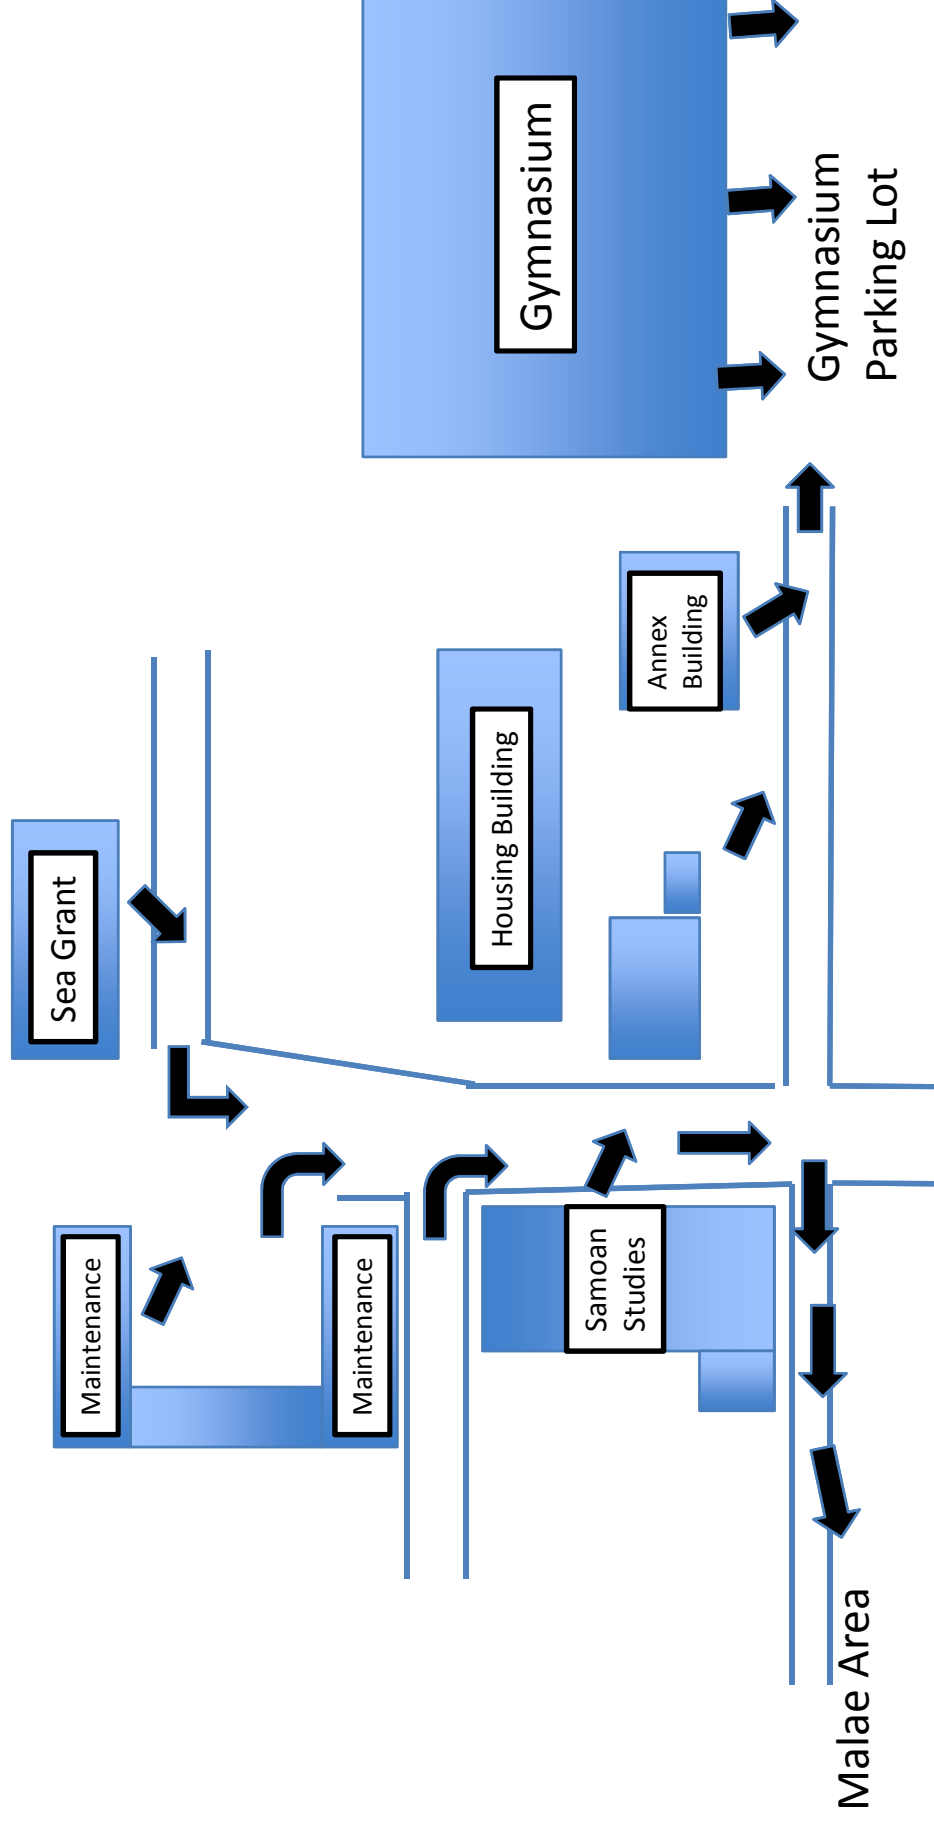 Sea Grant
Maintenance
Maintenance
Housing Building
Gymnasium
Samoan
Studies
Annex
Building
Malae Area
Gymnasium
Parking Lot